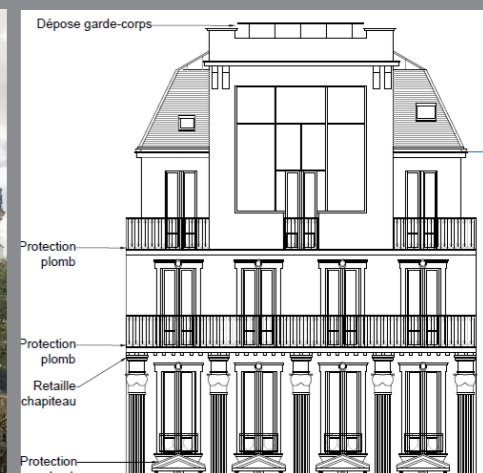 Dépose garde-corps
Protection
plomb
Protection
plomb
Retaille
chapiteau
Protection